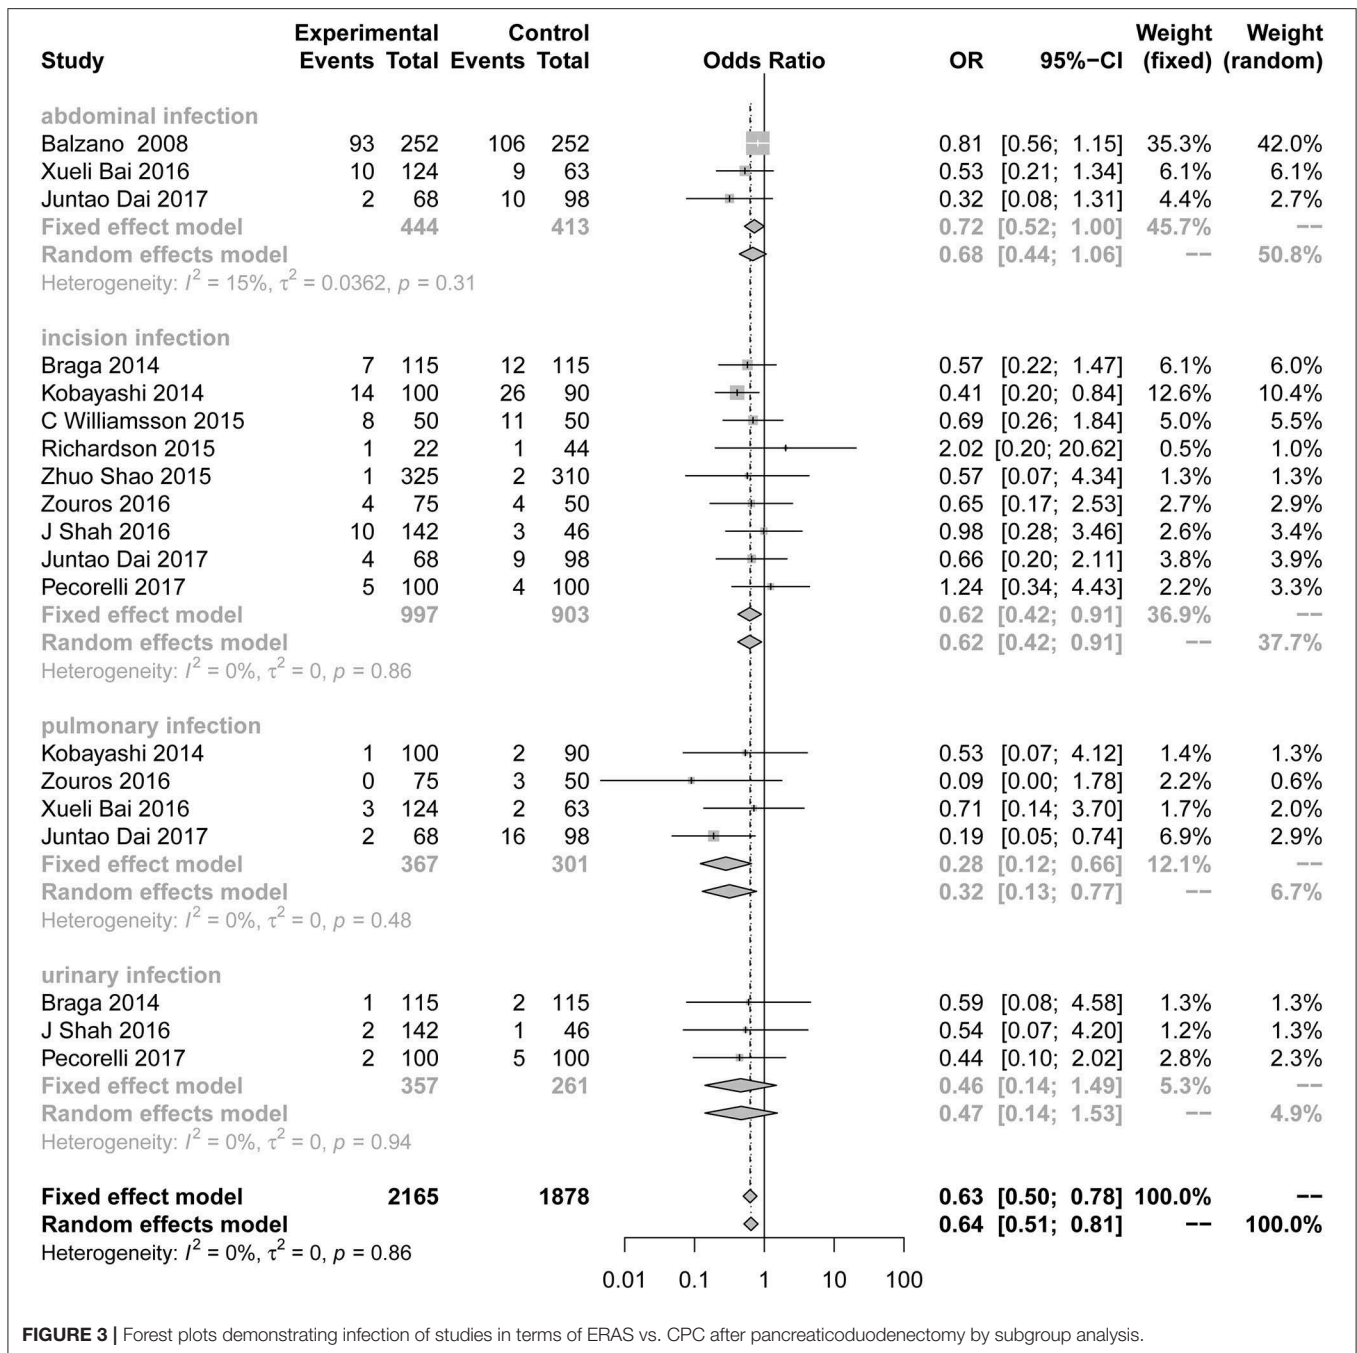 Experimental Control Weight Weight
Study Events Total Events Total Odds Ratio OR 95%−CI (fixed) (random)
abdominal infection
Balzano 2008 93 252 106 252 0.81 [0.56; 1.15] 35.3% 42.0%
Xueli Bai 2016 10 124 9 63 0.53 [0.21; 1.34] 6.1% 6.1%
Juntao Dai 2017 2 68 10 98 0.32 [0.08; 1.31] 4.4% 2.7%
Fixed effect model 444 413 0.72 [0.52; 1.00] 45.7% −−
Random effects model 0.68 [0.44; 1.06] −− 50.8%
Heterogeneity: I² = 15%, τ² = 0.0362, p = 0.31
incision infection
Braga 2014 7 115 12 115 0.57 [0.22; 1.47] 6.1% 6.0%
Kobayashi 2014 14 100 26 90 0.41 [0.20; 0.84] 12.6% 10.4%
C Williamsson 2015 8 50 11 50 0.69 [0.26; 1.84] 5.0% 5.5%
Richardson 2015 1 22 1 44 2.02 [0.20; 20.62] 0.5% 1.0%
Zhuo Shao 2015 1 325 2 310 0.57 [0.07; 4.34] 1.3% 1.3%
Zouros 2016 4 75 4 50 0.65 [0.17; 2.53] 2.7% 2.9%
J Shah 2016 10 142 3 46 0.98 [0.28; 3.46] 2.6% 3.4%
Juntao Dai 2017 4 68 9 98 0.66 [0.20; 2.11] 3.8% 3.9%
Pecorelli 2017 5 100 4 100 1.24 [0.34; 4.43] 2.2% 3.3%
Fixed effect model 997 903 0.62 [0.42; 0.91] 36.9% −−
Random effects model 0.62 [0.42; 0.91] −− 37.7%
Heterogeneity: I² = 0%, τ² = 0, p = 0.86
pulmonary infection
Kobayashi 2014 1 100 2 90 0.53 [0.07; 4.12] 1.4% 1.3%
Zouros 2016 0 75 3 50 0.09 [0.00; 1.78] 2.2% 0.6%
Xueli Bai 2016 3 124 2 63 0.71 [0.14; 3.70] 1.7% 2.0%
Juntao Dai 2017 2 68 16 98 0.19 [0.05; 0.74] 6.9% 2.9%
Fixed effect model 367 301 0.28 [0.12; 0.66] 12.1% −−
Random effects model 0.32 [0.13; 0.77] −− 6.7%
Heterogeneity: I² = 0%, τ² = 0, p = 0.48
urinary infection
Braga 2014 1 115 2 115 0.59 [0.08; 4.58] 1.3% 1.3%
J Shah 2016 2 142 1 46 0.54 [0.07; 4.20] 1.2% 1.3%
Pecorelli 2017 2 100 5 100 0.44 [0.10; 2.02] 2.8% 2.3%
Fixed effect model 357 261 0.46 [0.14; 1.49] 5.3% −−
Random effects model 0.47 [0.14; 1.53] −− 4.9%
Heterogeneity: I² = 0%, τ² = 0, p = 0.94
Fixed effect model 2165 1878 0.63 [0.50; 0.78] 100.0% −−
Random effects model 0.64 [0.51; 0.81] −− 100.0%
Heterogeneity: I² = 0%, τ² = 0, p = 0.86
0.01 0.1 1 10 100
FIGURE 3 | Forest plots demonstrating infection of studies in terms of ERAS vs. CPC after pancreaticoduodenectomy by subgroup analysis.